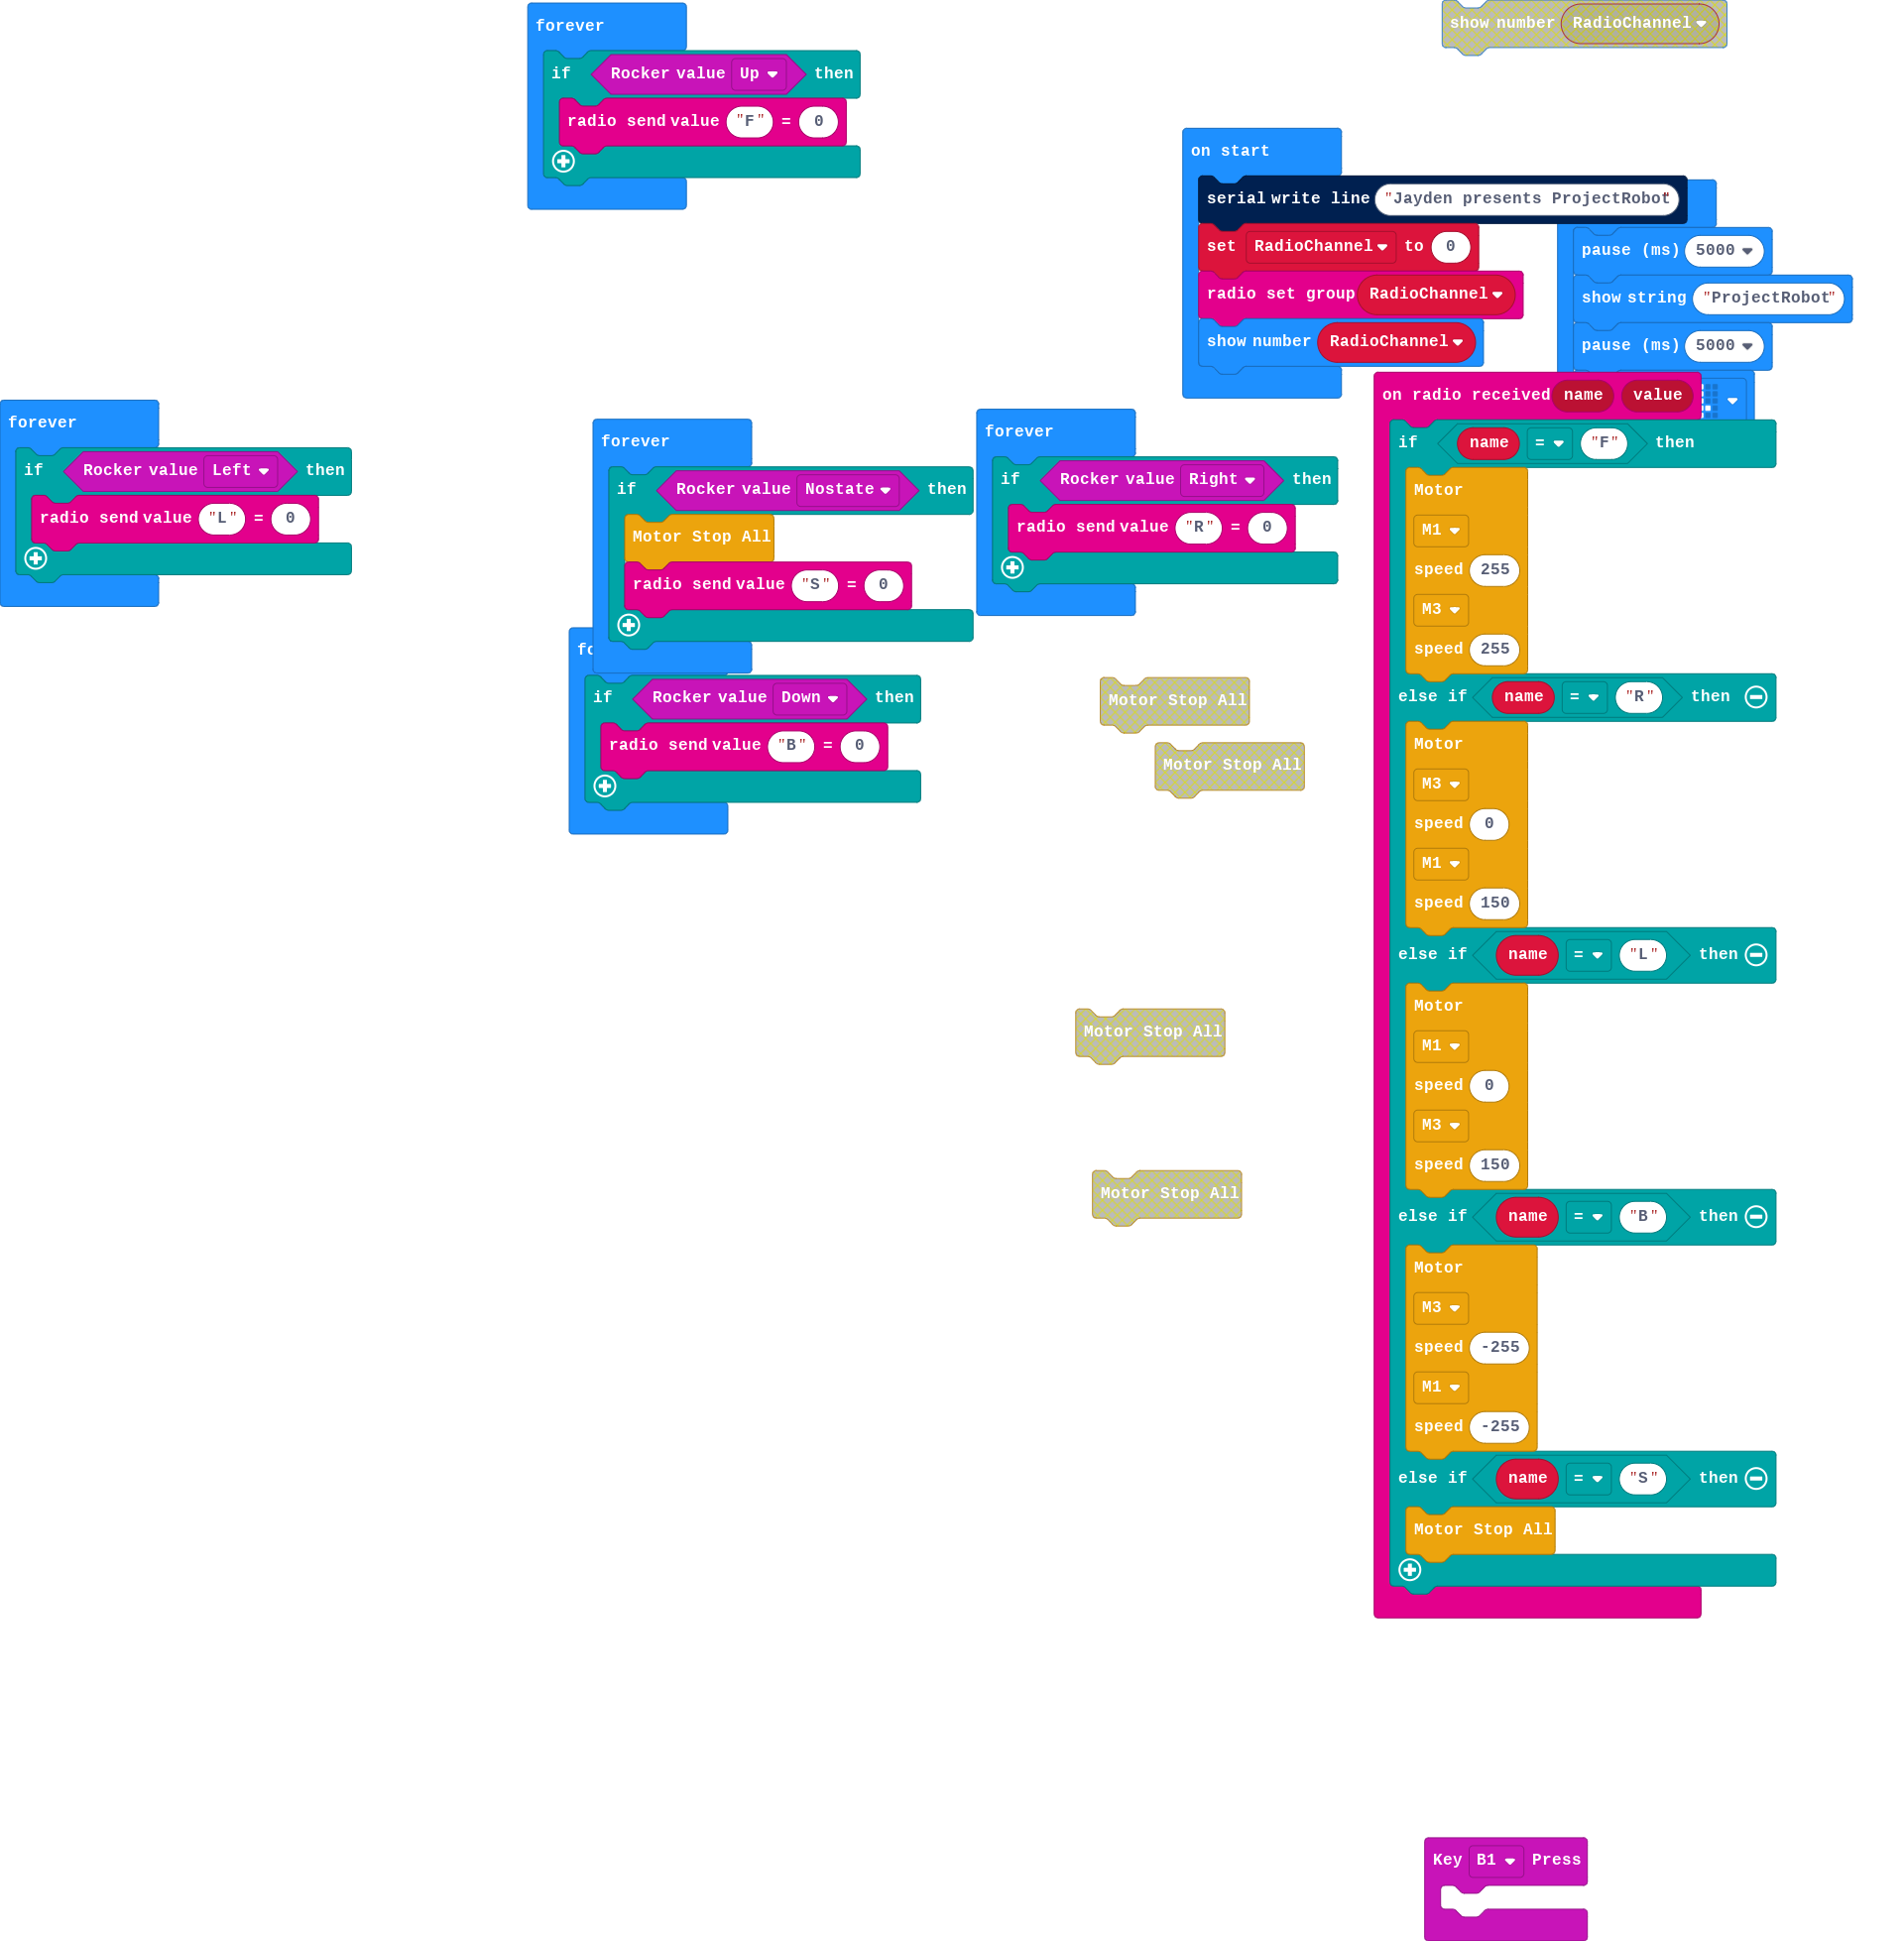 forever
if Rocker value Up then
radio send value "F" = 0
show number RadioChannel
on start
serial write line "Jayden presents ProjectRobot"
set RadioChannel to 0
radio set group RadioChannel
show number RadioChannel
pause (ms) 5000
show string "ProjectRobot"
pause (ms) 5000
forever
if Rocker value Left then
radio send value "L" = 0
forever
if Rocker value Nostate then
Motor Stop All
radio send value "S" = 0
forever
if Rocker value Right then
radio send value "R" = 0
if Rocker value Down then
radio send value "B" = 0
Motor Stop All
Motor Stop All
Motor Stop All
Motor Stop All
on radio received name value
if name = "F" then
Motor
M1
speed 255
M3
speed 255
else if name = "R" then
Motor
M3
speed 0
M1
speed 150
else if name = "L" then
Motor
M1
speed 0
M3
speed 150
else if name = "B" then
Motor
M3
speed -255
M1
speed -255
else if name = "S" then
Motor Stop All
Key B1 Press